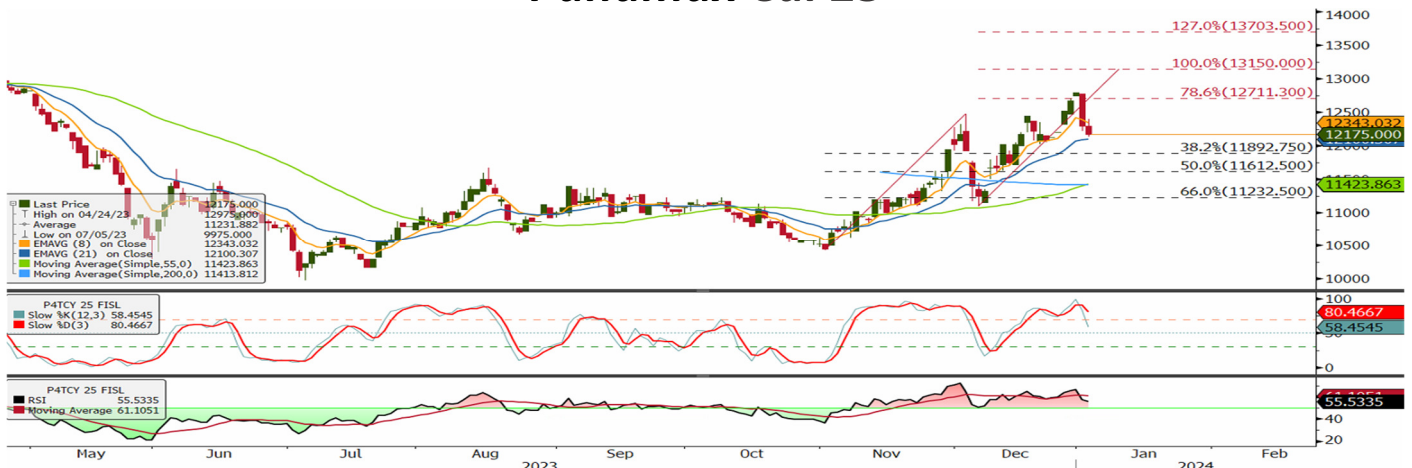 14000
127.0%(13703.500)
13500
100.0%(13150.000)
13000
78.6%(12711.300)
12500
12343.032
12175.000
12000
38.2%(11892.750)
50.0%(11612.500)
11423.863
66.0%(11232.500)
11000
10500
10000
Last Price 12175.000
High on 04/24/23 12975.000
Average 11231.882
Low on 07/05/23 9975.000
EMAVG (8) on Close 12343.032
EMAVG (21) on Close 12100.307
Moving Average(Simple,55,0) 11423.863
Moving Average(Simple,200,0) 11413.812
P4TCY 25 FISL
Slow %K(12,3) 58.4545
Slow %D(3) 80.4667
100
80.4667
58.4545
0
P4TCY 25 FISL
RSI 55.5335
Moving Average 61.1051
61.1051
55.5335
40
20
May Jun Jul Aug Sep Oct Nov Dec Jan Feb
2023 2024